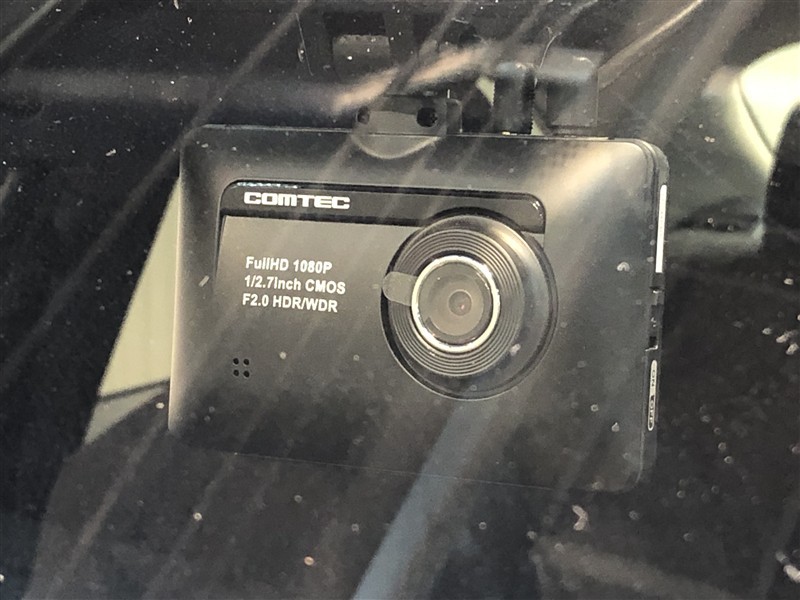 COMTEC
FullHD 1080P
1/2.7Inch CMOS
F2.0 HDR/WDR